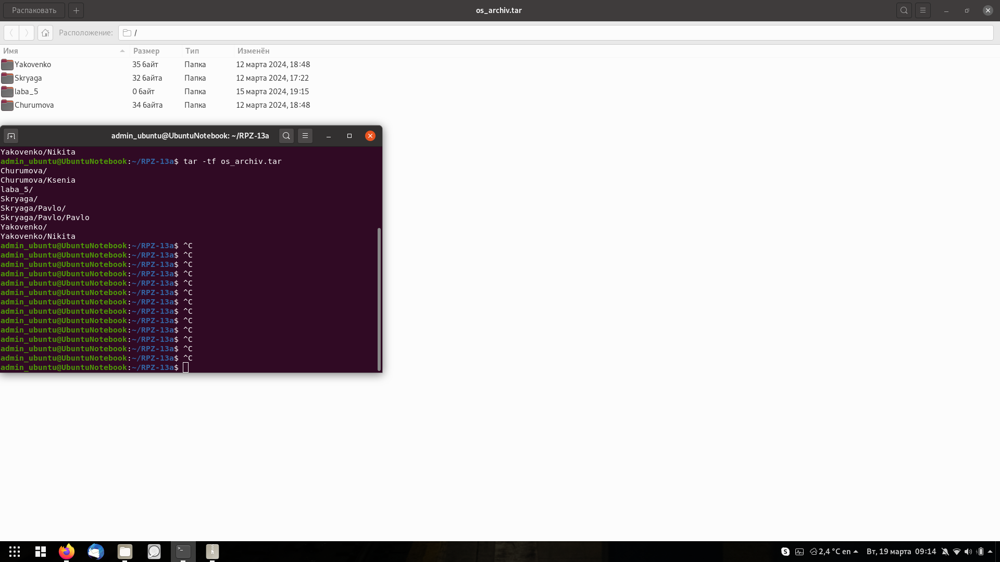 Распаковать
os_archiv.tar
Расположение: /
Имя Размер Тип Изменён
Yakovenko 35 байт Папка 12 марта 2024, 18:48
Skryaga 32 байта Папка 12 марта 2024, 17:22
laba_5 0 байт Папка 15 марта 2024, 19:15
Churumova 34 байта Папка 12 марта 2024, 18:48
admin_ubuntu@UbuntuNotebook: ~/RPZ-13a
Yakovenko/Nikita
admin_ubuntu@UbuntuNotebook:~/RPZ-13a$ tar -tf os_archiv.tar
Churumova/
Churumova/Ksenia
laba_5/
Skryaga/
Skryaga/Pavlo/
Skryaga/Pavlo/Pavlo
Yakovenko/
Yakovenko/Nikita
admin_ubuntu@UbuntuNotebook:~/RPZ-13a$ ^C
admin_ubuntu@UbuntuNotebook:~/RPZ-13a$ ^C
admin_ubuntu@UbuntuNotebook:~/RPZ-13a$ ^C
admin_ubuntu@UbuntuNotebook:~/RPZ-13a$ ^C
admin_ubuntu@UbuntuNotebook:~/RPZ-13a$ ^C
admin_ubuntu@UbuntuNotebook:~/RPZ-13a$ ^C
admin_ubuntu@UbuntuNotebook:~/RPZ-13a$ ^C
admin_ubuntu@UbuntuNotebook:~/RPZ-13a$ ^C
admin_ubuntu@UbuntuNotebook:~/RPZ-13a$ ^C
admin_ubuntu@UbuntuNotebook:~/RPZ-13a$ ^C
admin_ubuntu@UbuntuNotebook:~/RPZ-13a$ ^C
admin_ubuntu@UbuntuNotebook:~/RPZ-13a$ ^C
admin_ubuntu@UbuntuNotebook:~/RPZ-13a$ ^C
admin_ubuntu@UbuntuNotebook:~/RPZ-13a$
2,4 °C en Вт, 19 марта 09:14